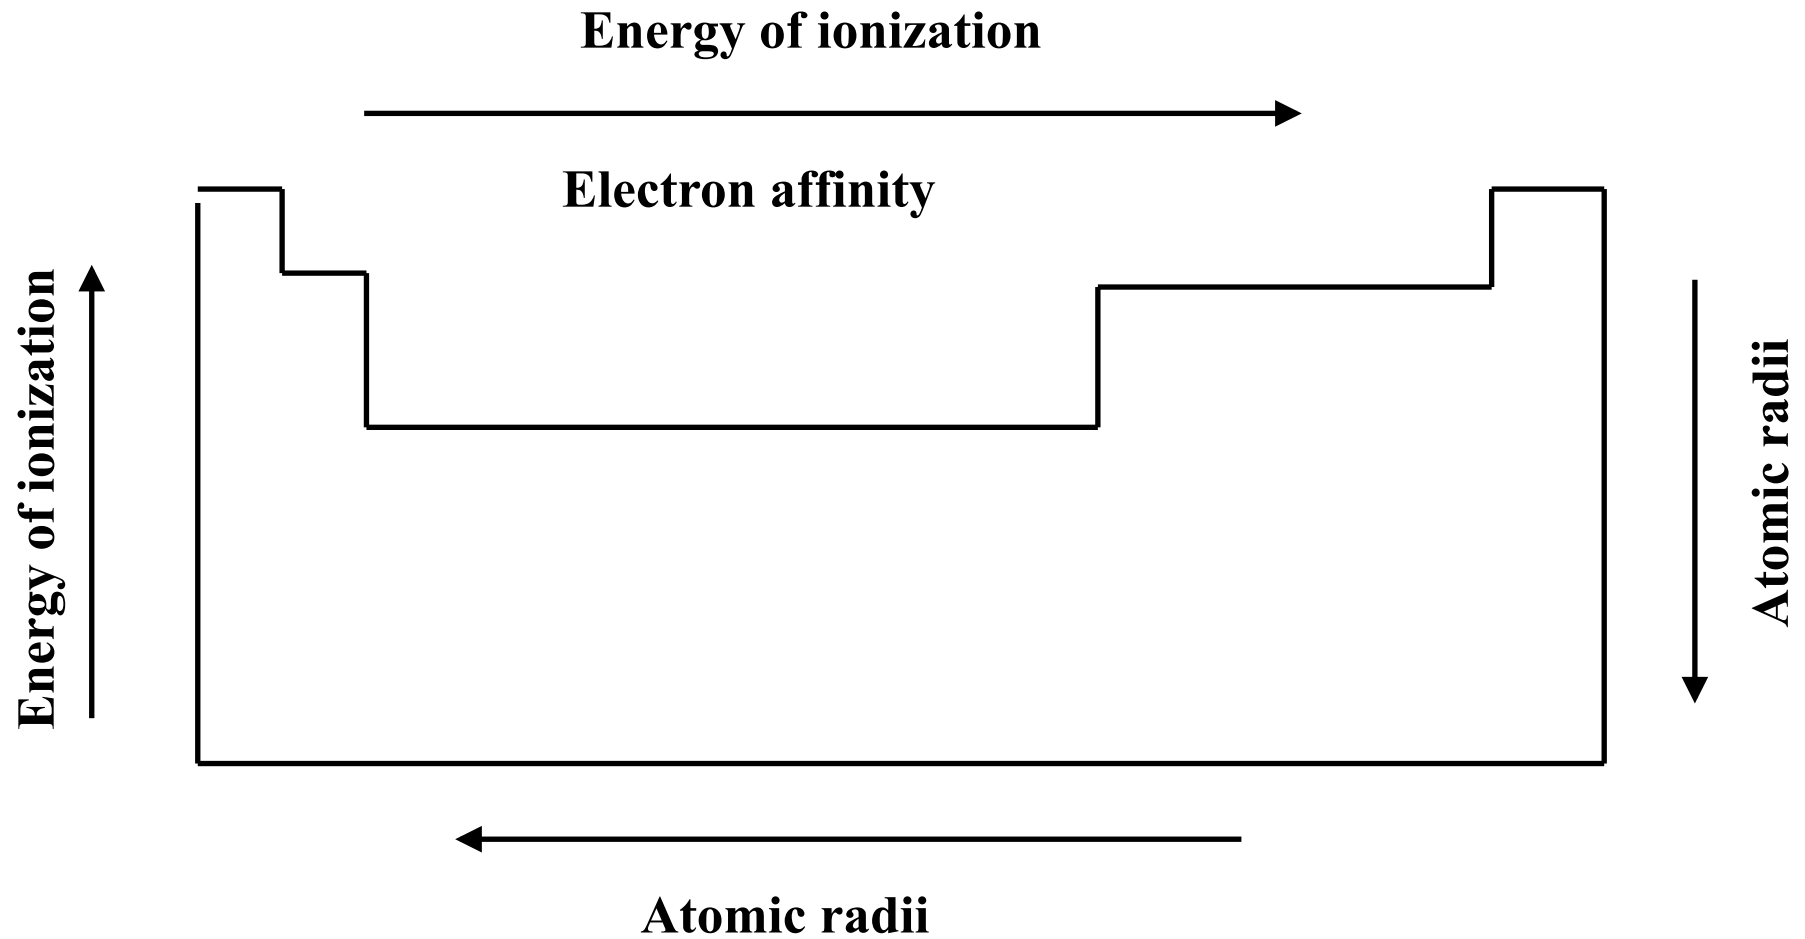 Energy of ionization
Electron affinity
Energy of ionization
Atomic radii
Atomic radii